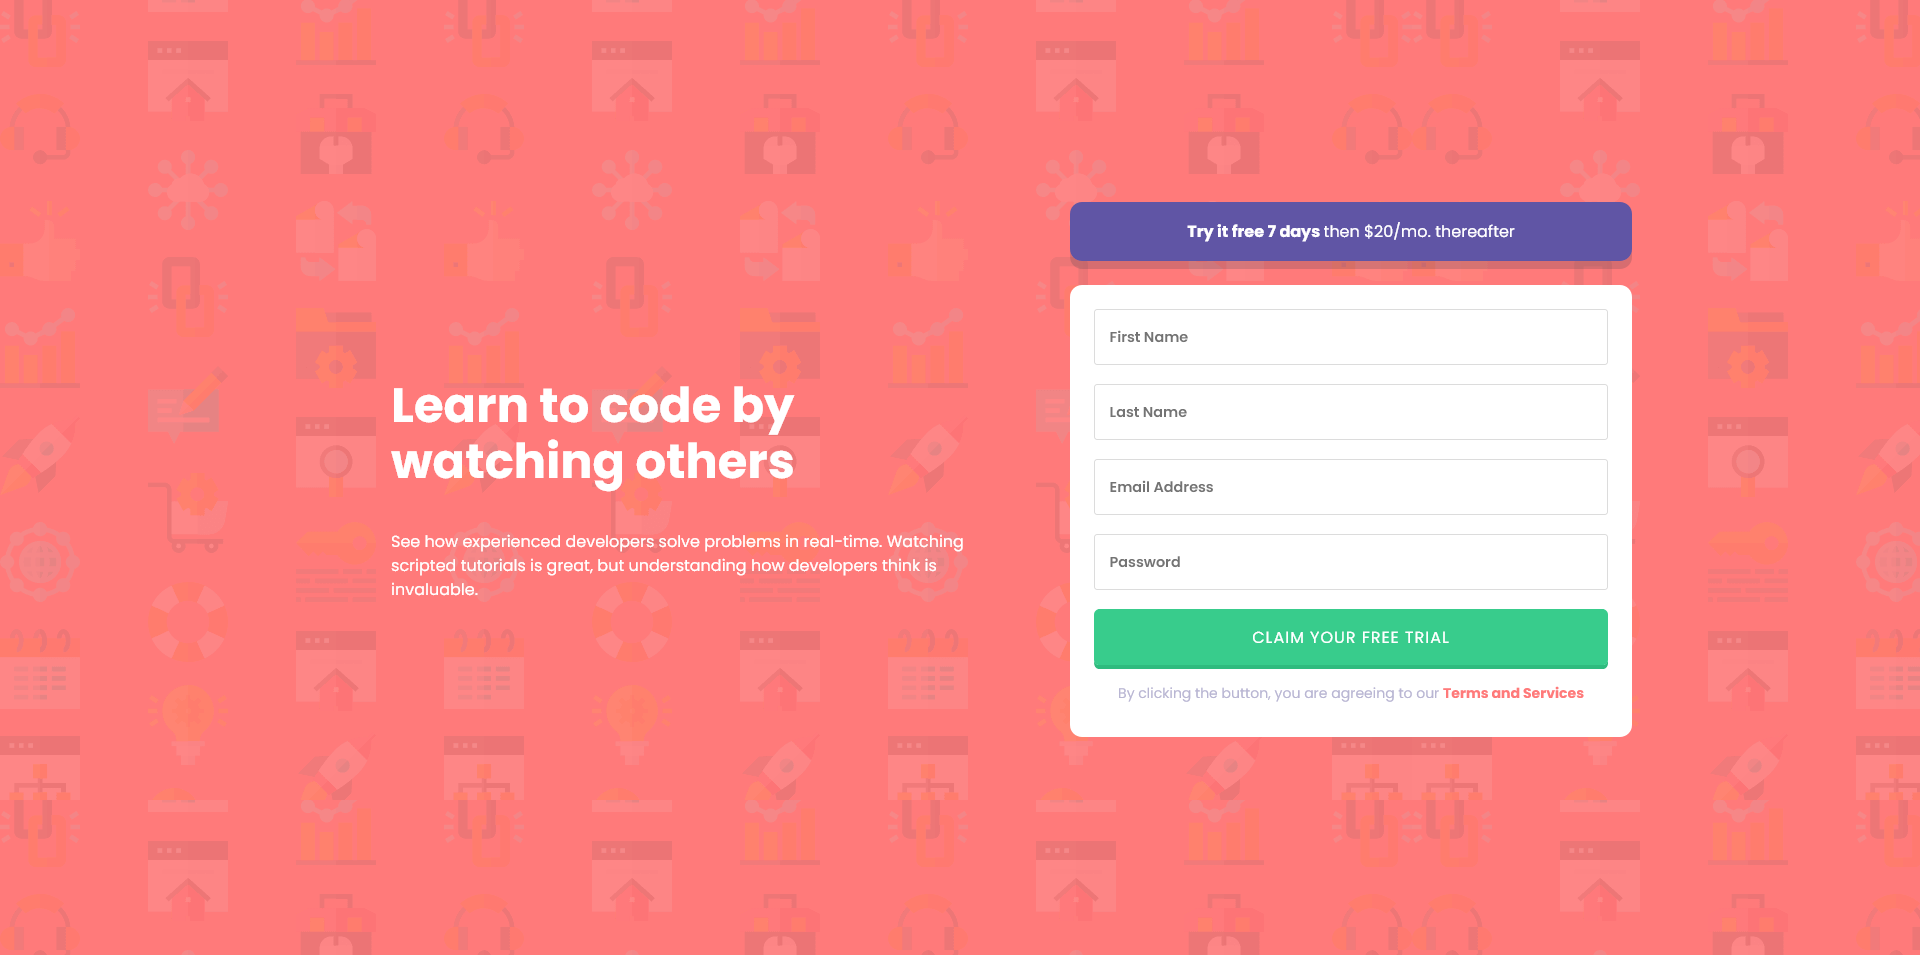 Learn to code by
watching others
See how experienced developers solve problems in real-time. Watching
scripted tutorials is great, but understanding how developers think is
invaluable.
Try it free 7 days then $20/mo. thereafter
First Name
Last Name
Email Address
Password
CLAIM YOUR FREE TRIAL
By clicking the button, you are agreeing to our Terms and Services